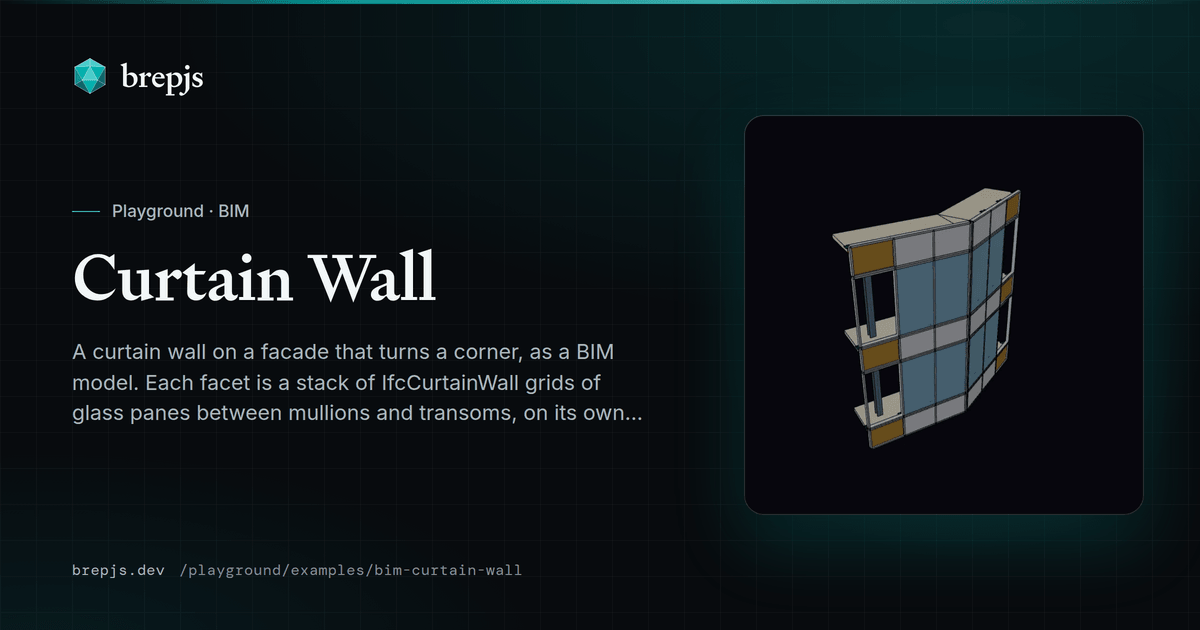 brepjs
Playground · BIM
Curtain Wall
A curtain wall on a facade that turns a corner, as a BIM
model. Each facet is a stack of IfcCurtainWall grids of
glass panes between mullions and transoms, on its own...
brepjs.dev /playground/examples/bim-curtain-wall